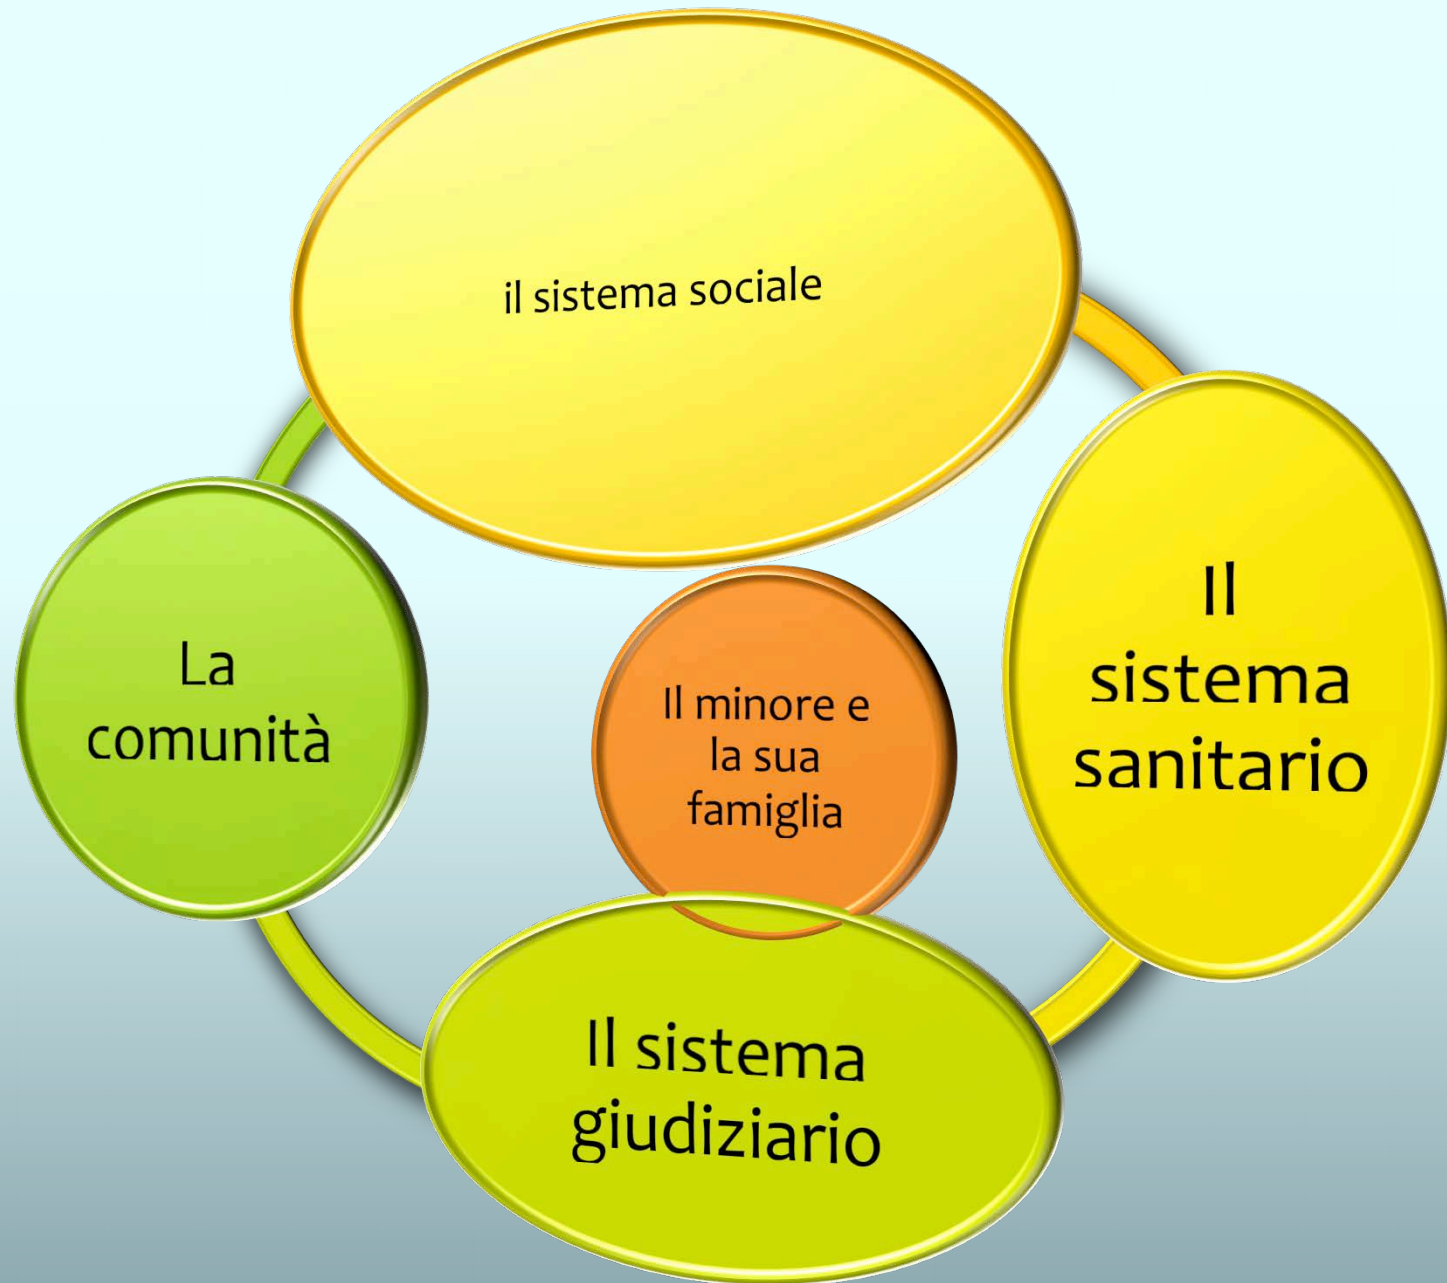 il sistema sociale
Il
sistema
sanitario
La
comunità
Il minore e
la sua
famiglia
Il sistema
giudiziario